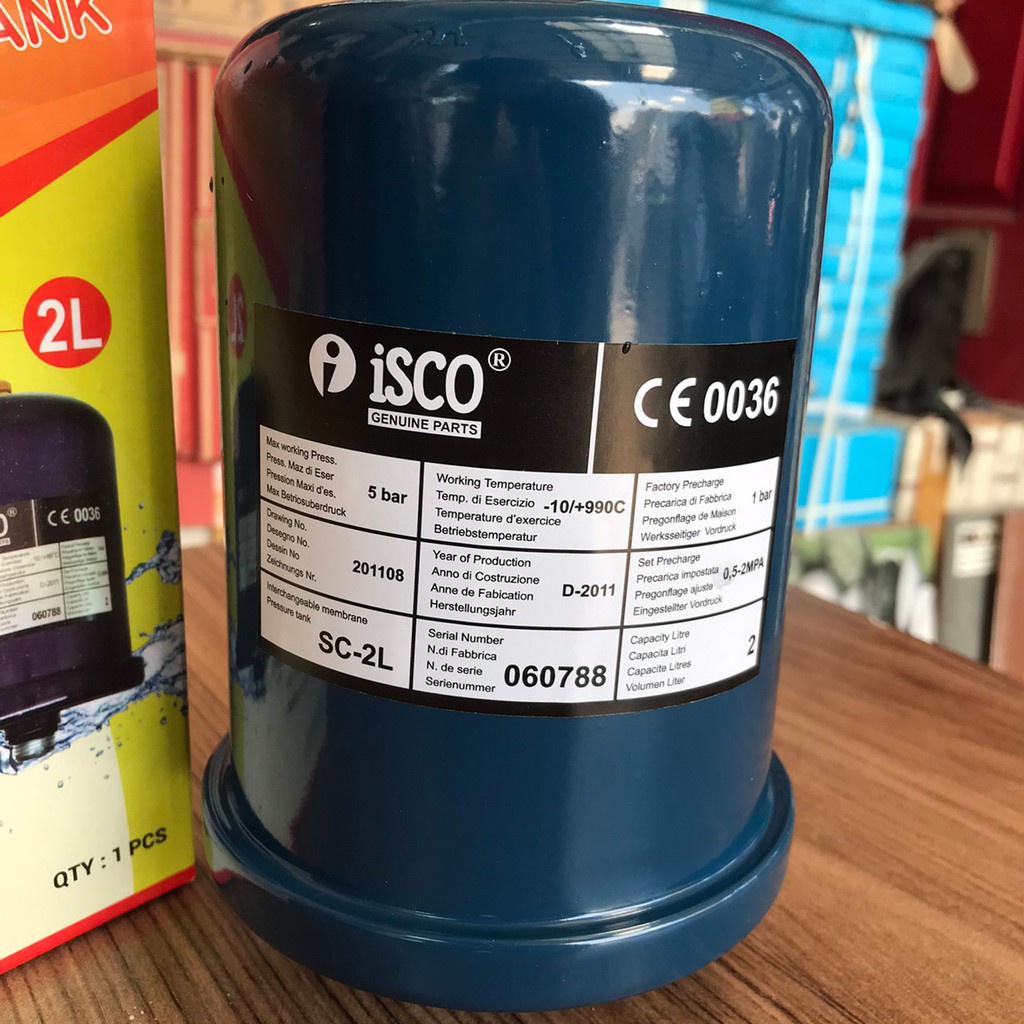 ANK
2L
CE 0036
D-2011
060788
2
QTY : 1 PCS
iSCO®
GENUINE PARTS
CE 0036
Max working Press.
Press. Maz di Eser
Pression Maxi d'es.
Max Betriosuberdruck
5 bar
Working Temperature
Temp. di Esercizio
Temperature d'exercice
Betriebstemperatur
-10/+990C
Factory Precharge
Precarica di Fabbrica
Pregonflage de Maison
Werksseitiger Vordruck
1 bar
Drawing No.
Desegno No.
Dessin No
Zeichnungs Nr.
201108
Year of Production
Anno di Costruzione
Anne de Fabication
Herstellungsjahr
D-2011
Set Precharge
Precarica impostata
Pregonflage ajuste
Eingestellter Vordruck
0,5-2MPA
Interchangeable membrane
Pressure tank
SC-2L
Serial Number
N.di Fabbrica
N. de serie
Serienummer
060788
Capacity Litre
Capacita Litri
Capacite Litres
Volumen Liter
2